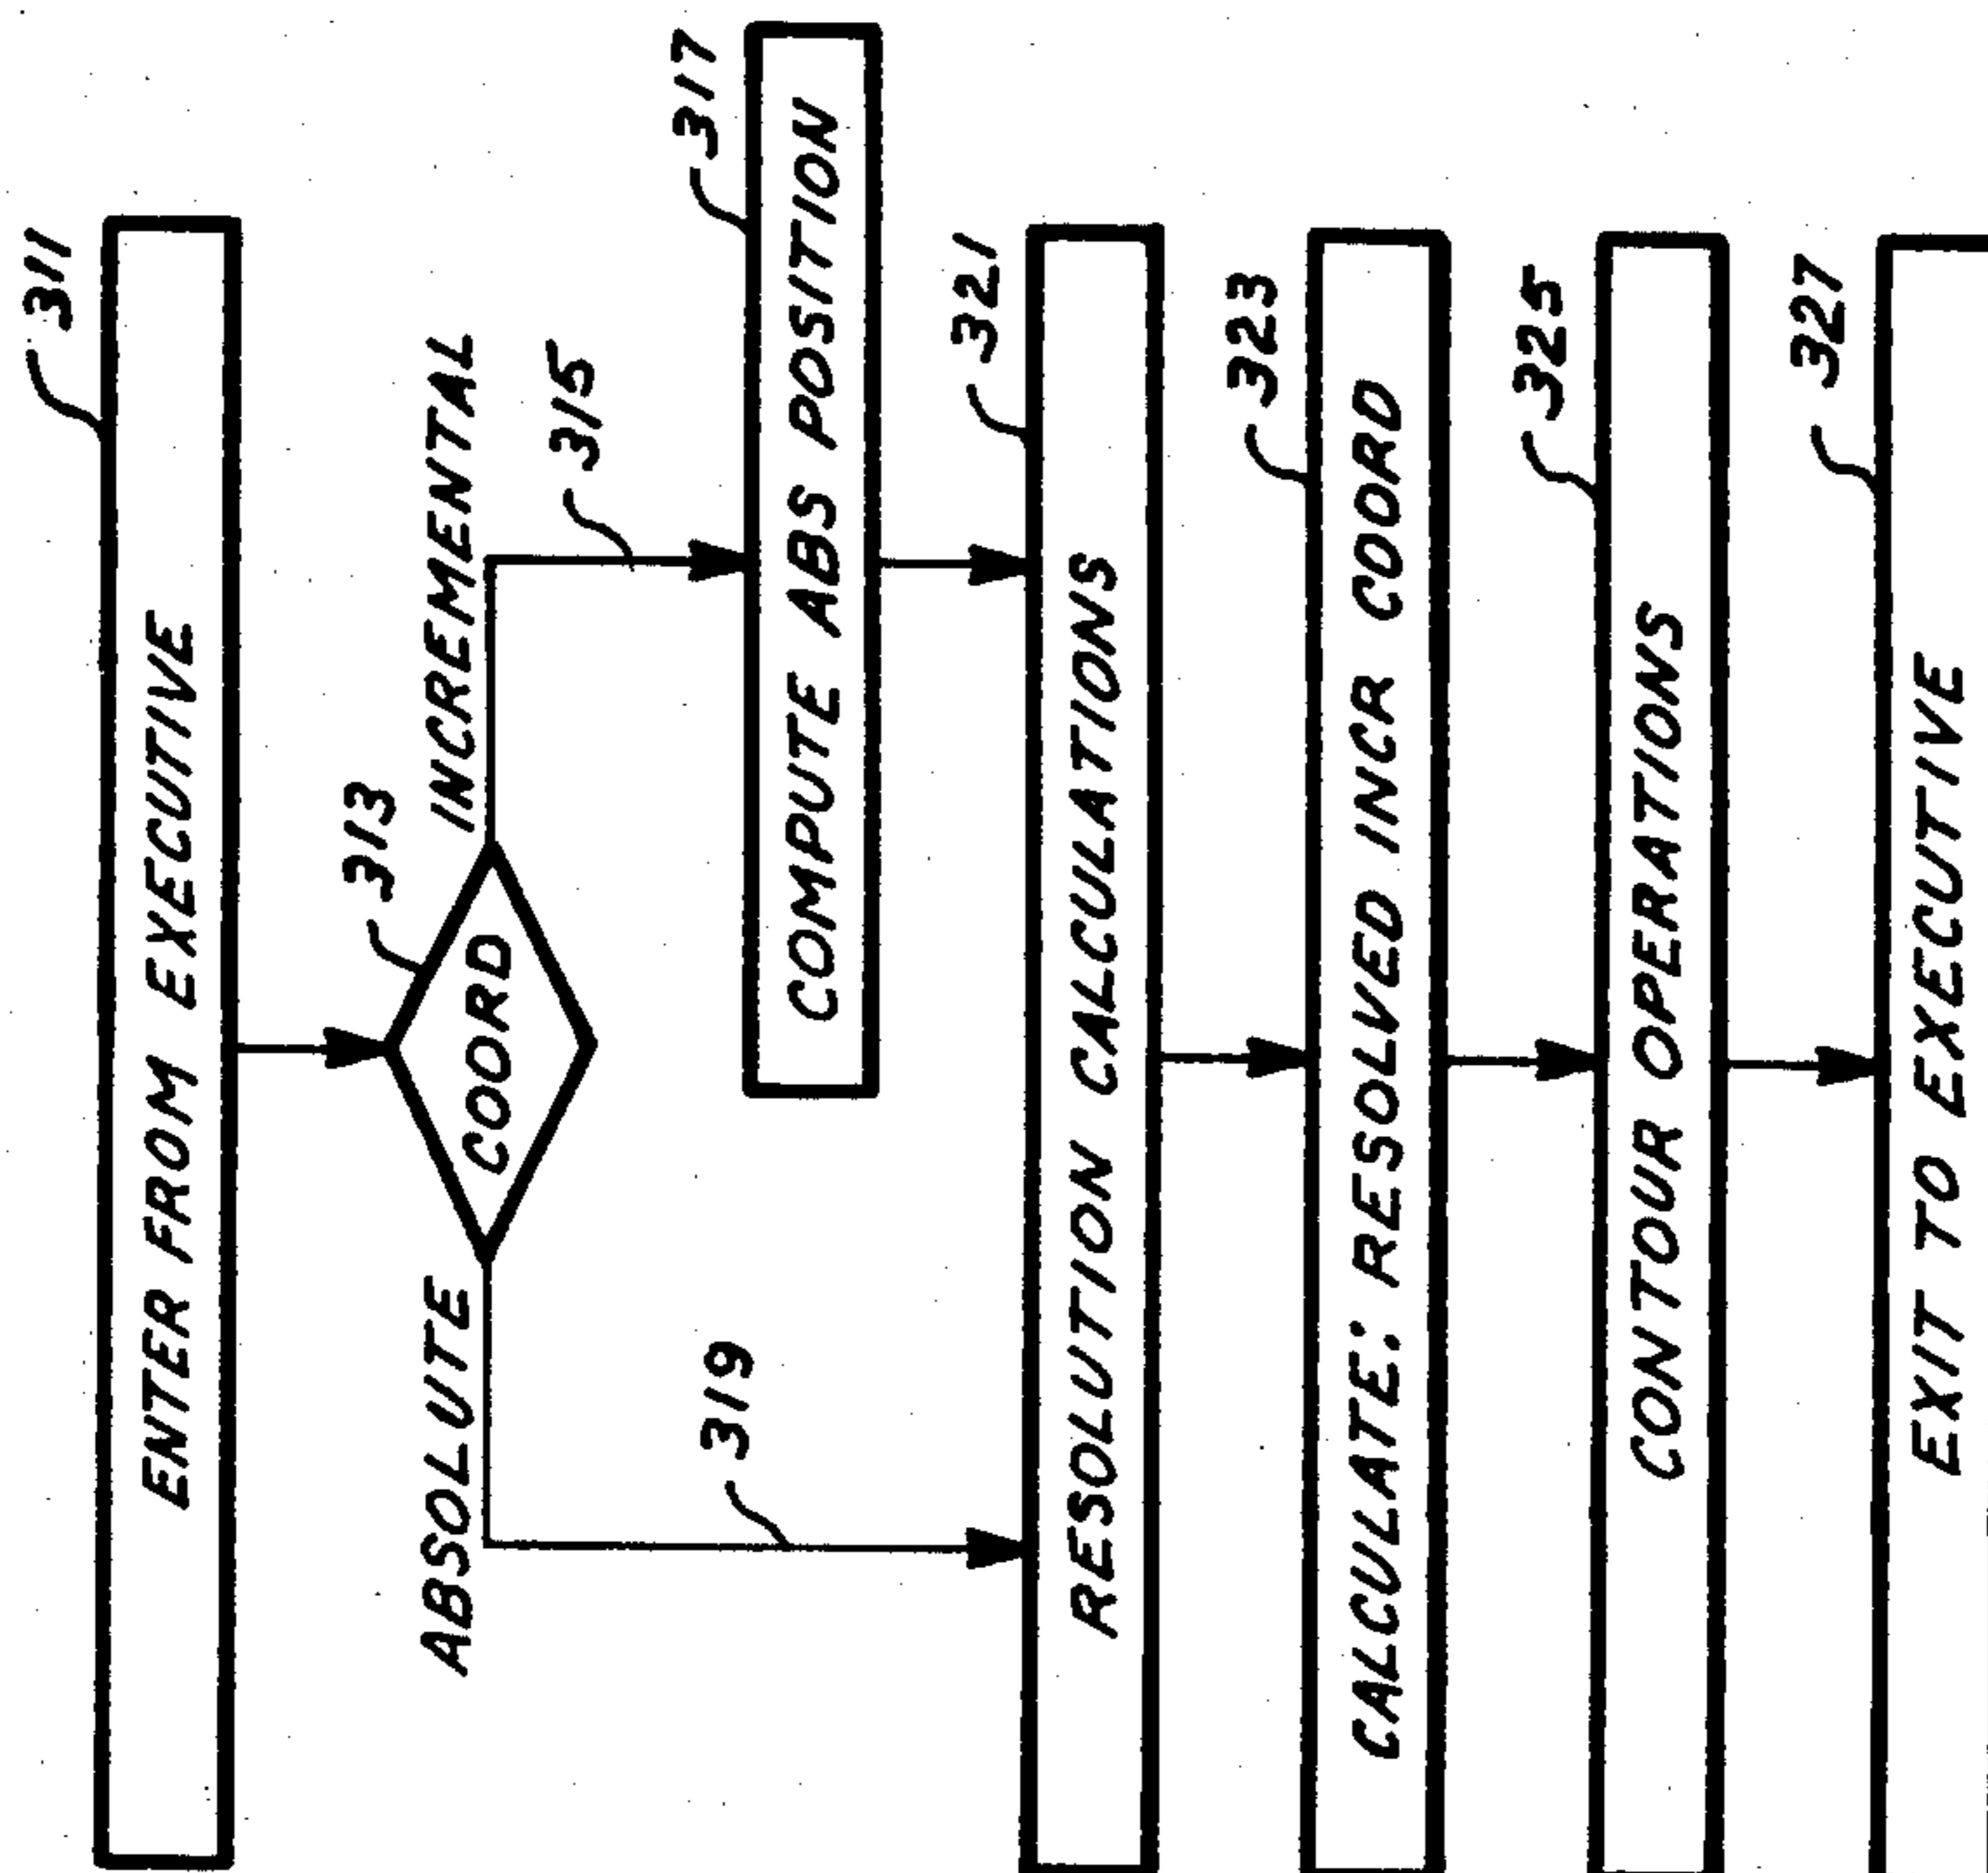 311
ENTER FROM EXECUTIVE
313
COORD
ABSOLUTE
INCREMENTAL
315
317
COMPUTE ABS POSITION
319
321
RESOLUTION CALCULATIONS
323
CALCULATE: RESOLVED INCR COORD
325
CONTOUR OPERATIONS
327
EXIT TO EXECUTIVE